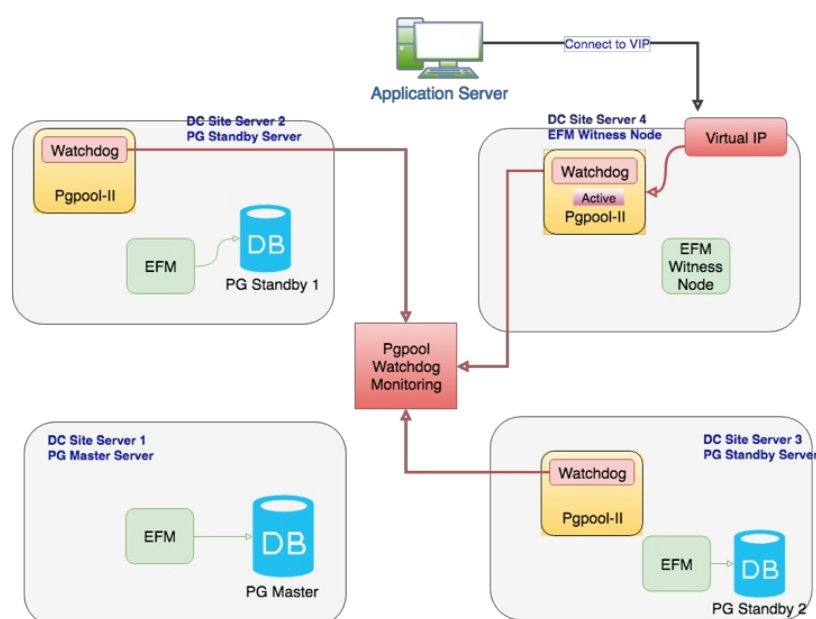 Connect to VIP
Application Server
DC Site Server 2
PG Standby Server
Watchdog
Pgpool-II
EFM
DB
PG Standby 1
DC Site Server 4
EFM Witness Node
Virtual IP
Watchdog
Active
Pgpool-II
EFM
Witness
Node
Pgpool
Watchdog
Monitoring
DC Site Server 1
PG Master Server
EFM
DB
PG Master
DC Site Server 3
PG Standby Server
Watchdog
Pgpool-II
EFM
DB
PG Standby 2